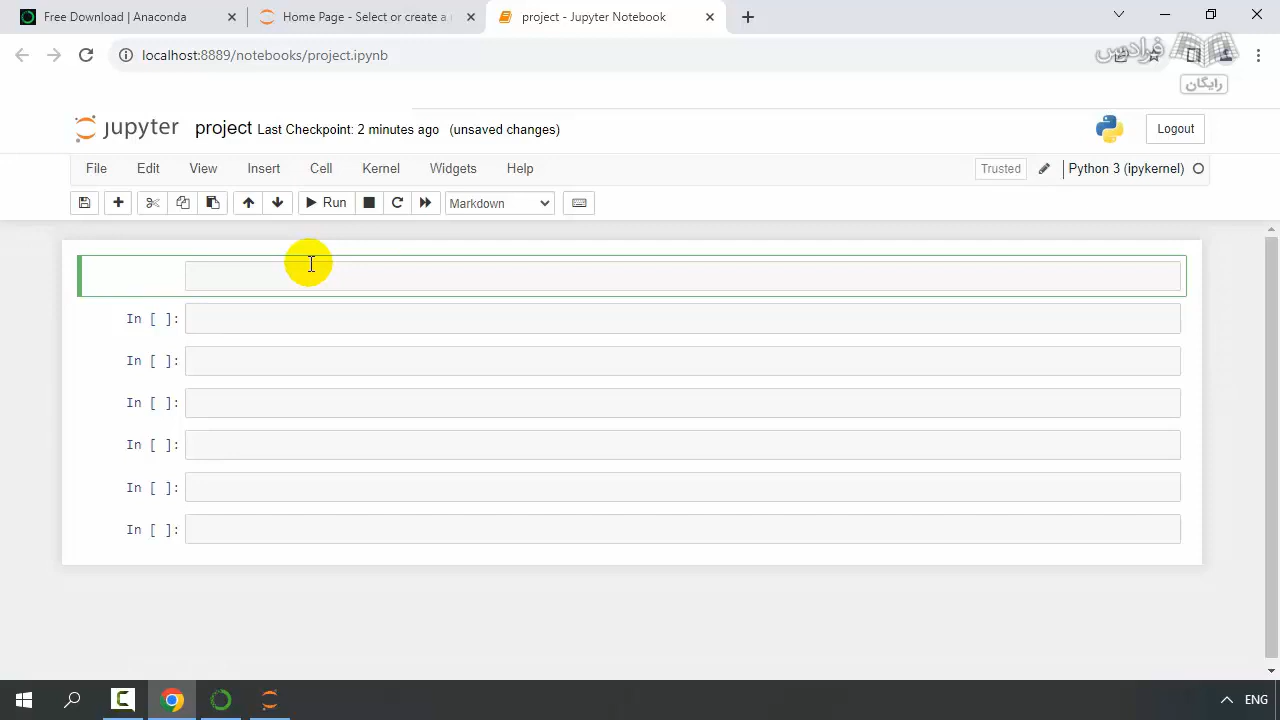 Free Download | Anaconda
Home Page - Select or create a
project - Jupyter Notebook
localhost:8889/notebooks/project.ipynb
فرادرس
رایگان
jupyter
project Last Checkpoint: 2 minutes ago (unsaved changes)
Logout
File Edit View Insert Cell Kernel Widgets Help
Trusted
Python 3 (ipykernel)
Run
Markdown
In [ ]:
In [ ]:
In [ ]:
In [ ]:
In [ ]:
In [ ]:
ENG